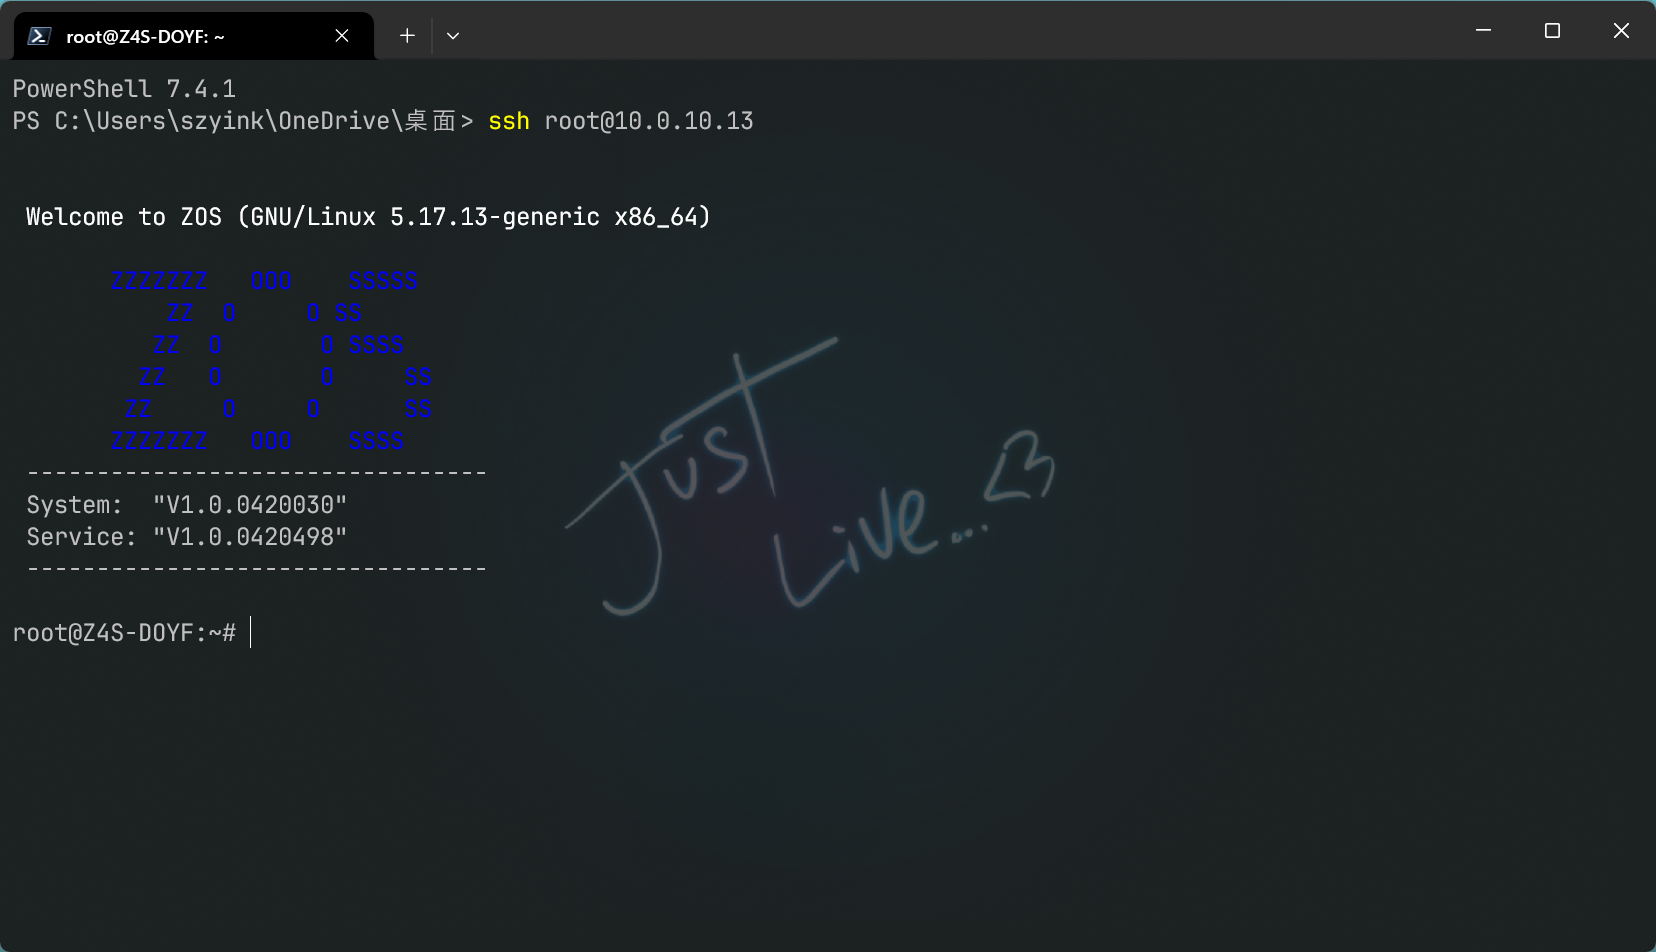 root@Z4S-DOYF: ~
PowerShell 7.4.1
PS C:\Users\szyink\OneDrive\桌面> ssh root@10.0.10.13
Welcome to ZOS (GNU/Linux 5.17.13-generic x86_64)
ZZZZZZZ   OOO    SSSSS
ZZ  O     O SS
ZZ  O       O SSSS
ZZ   O       O     SS
ZZ     O     O      SS
ZZZZZZZ   OOO    SSSS
---------------------------------
System:  "V1.0.0420030"
Service: "V1.0.0420498"
---------------------------------
root@Z4S-DOYF:~#
Just
Live...<3